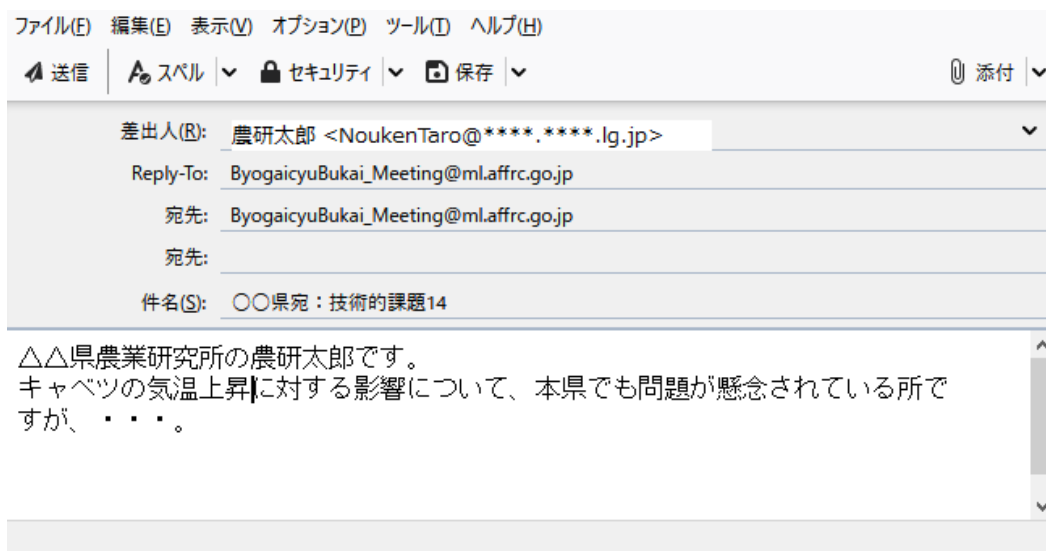 ファイル(F) 編集(E) 表示(V) オプション(P) ツール(T) ヘルプ(H)
送信 スペル セキュリティ 保存 添付
差出人(R): 農研太郎 <NoukenTaro@****.****.lg.jp>
Reply-To: ByogaicyuBukai_Meeting@ml.affrc.go.jp
宛先: ByogaicyuBukai_Meeting@ml.affrc.go.jp
宛先:
件名(S): 〇〇県宛：技術的課題14
△△県農業研究所の農研太郎です。
キャベツの気温上昇に対する影響について、本県でも問題が懸念されている所で
すが、・・・。